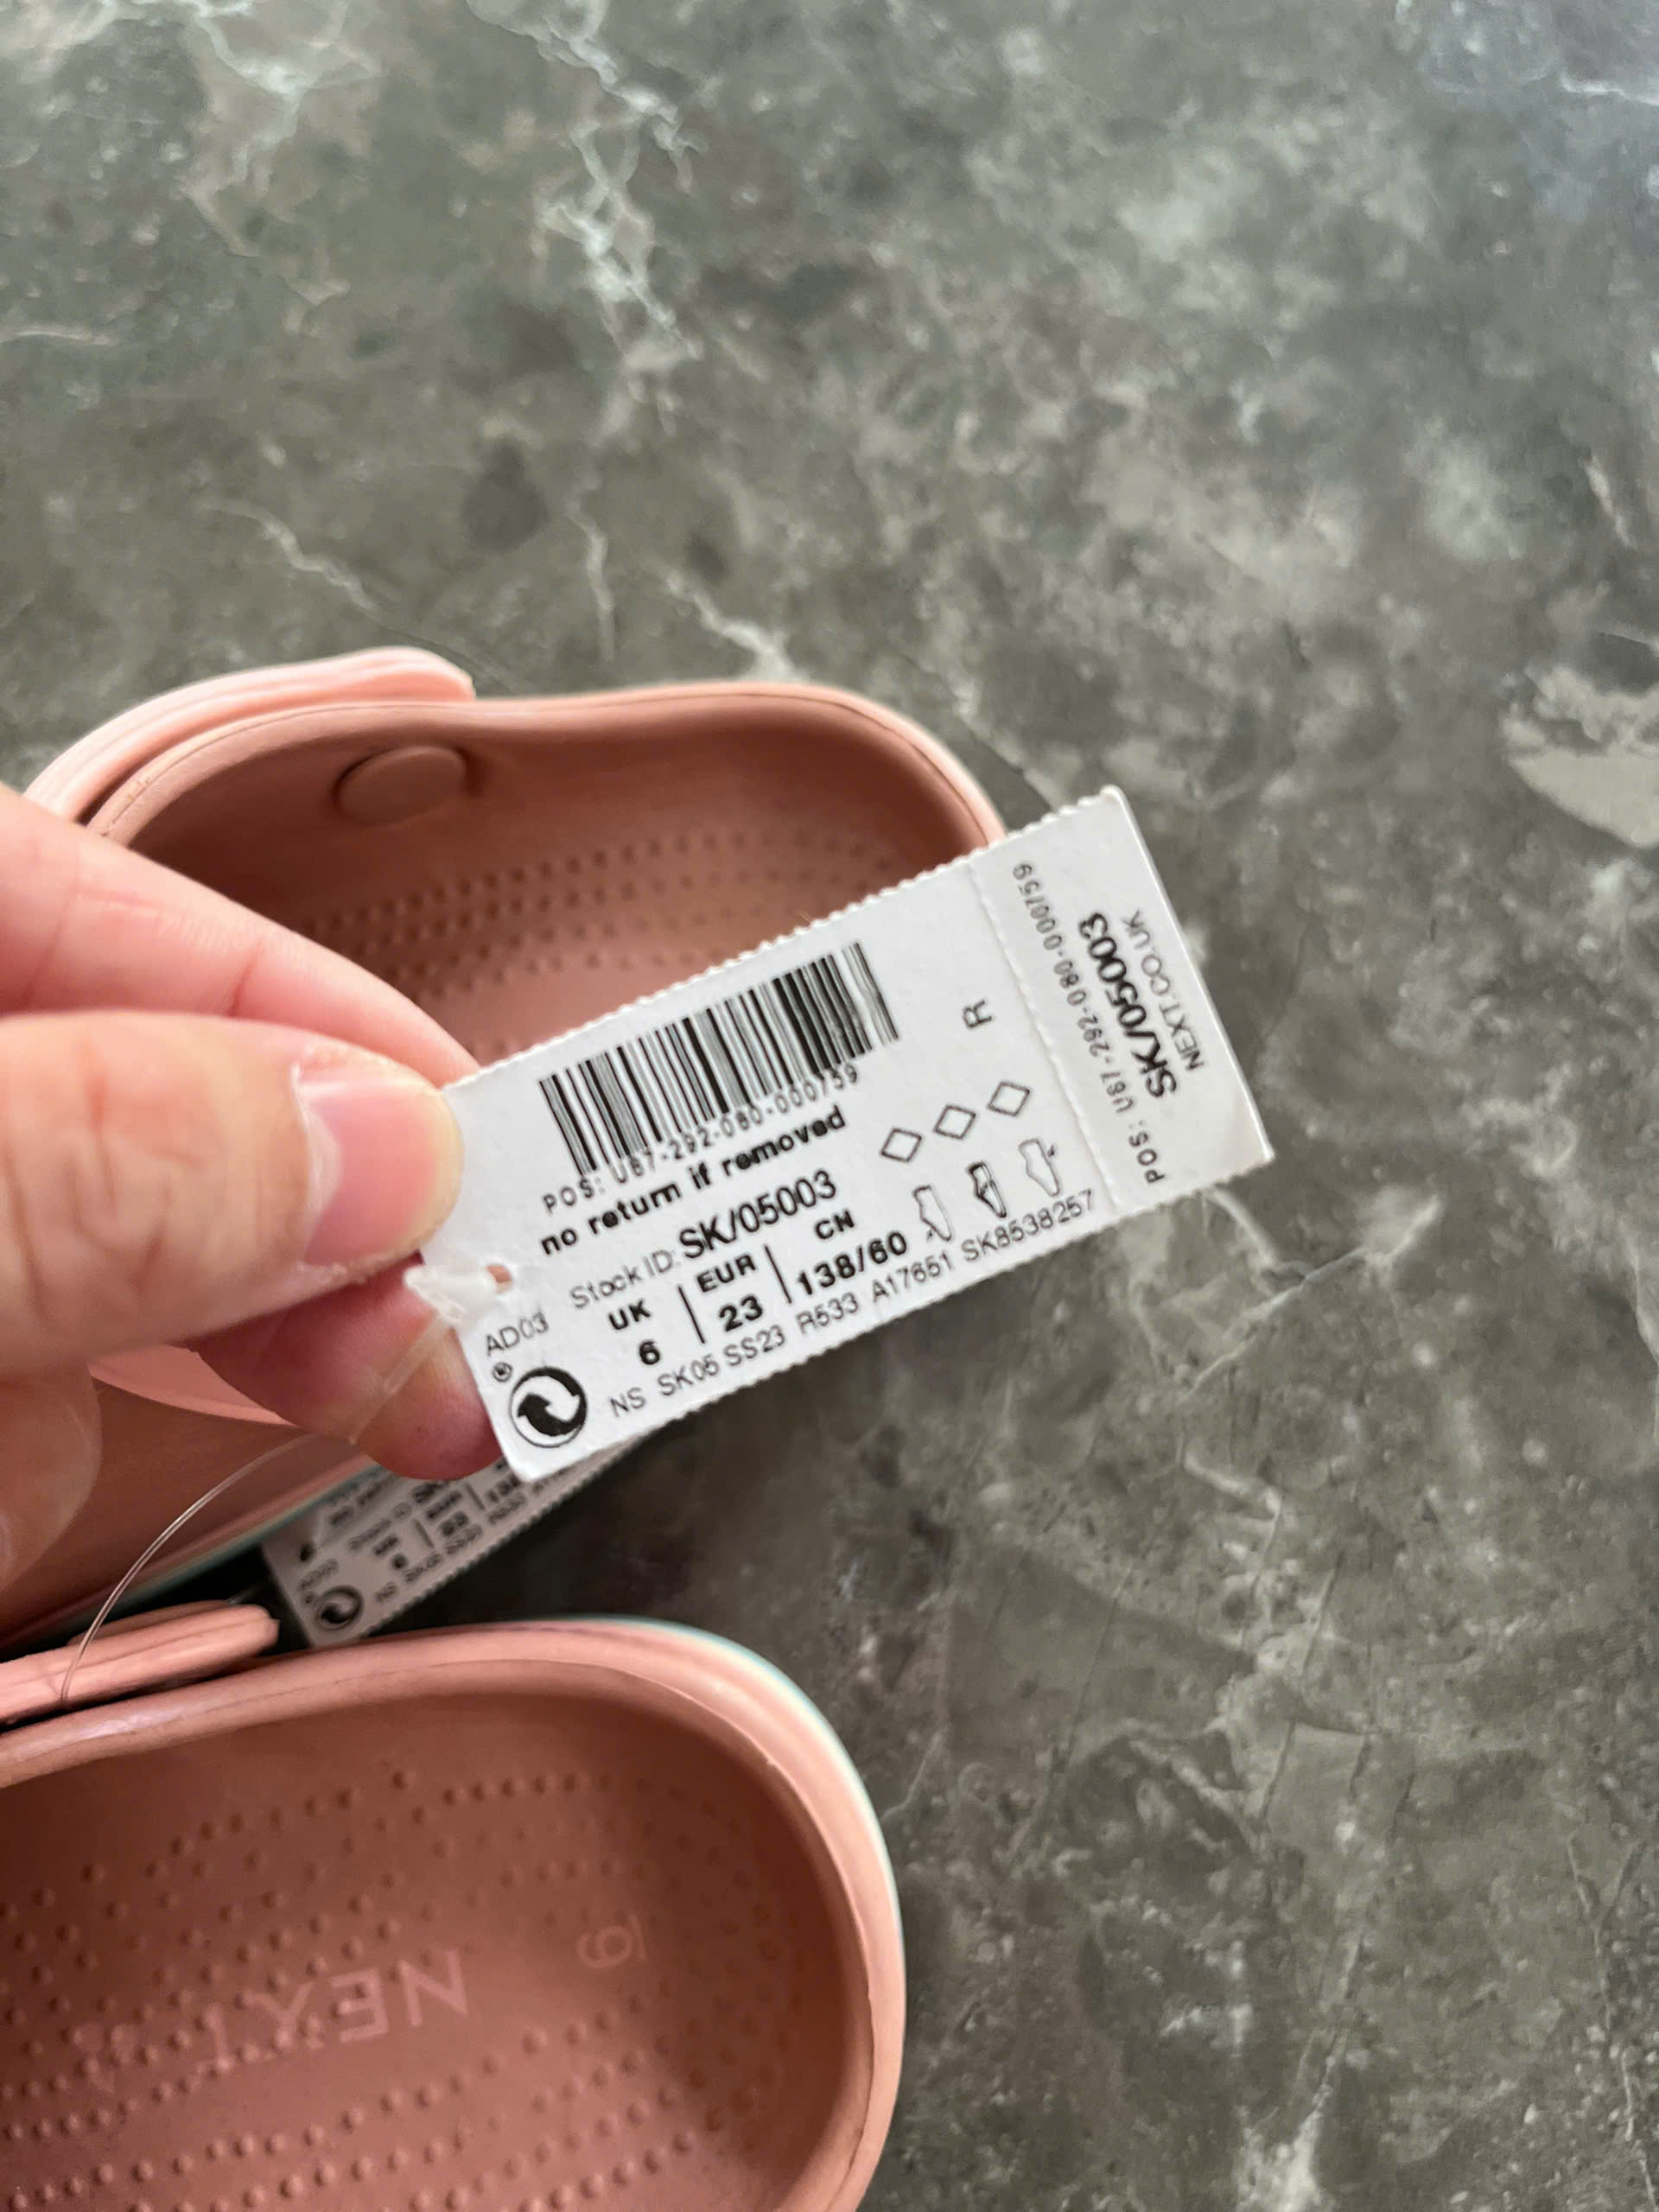 POS: U67-292-080-000759
no return if removed
Stock ID: SK/05003
AD03
UK
EUR
CN
6
23
138/60
NS SK05 SS23 R533 A17651 SK8538257
R
POS: U67-292-080-000759
SK/05003
NEXT.CO.UK
NEXT
6